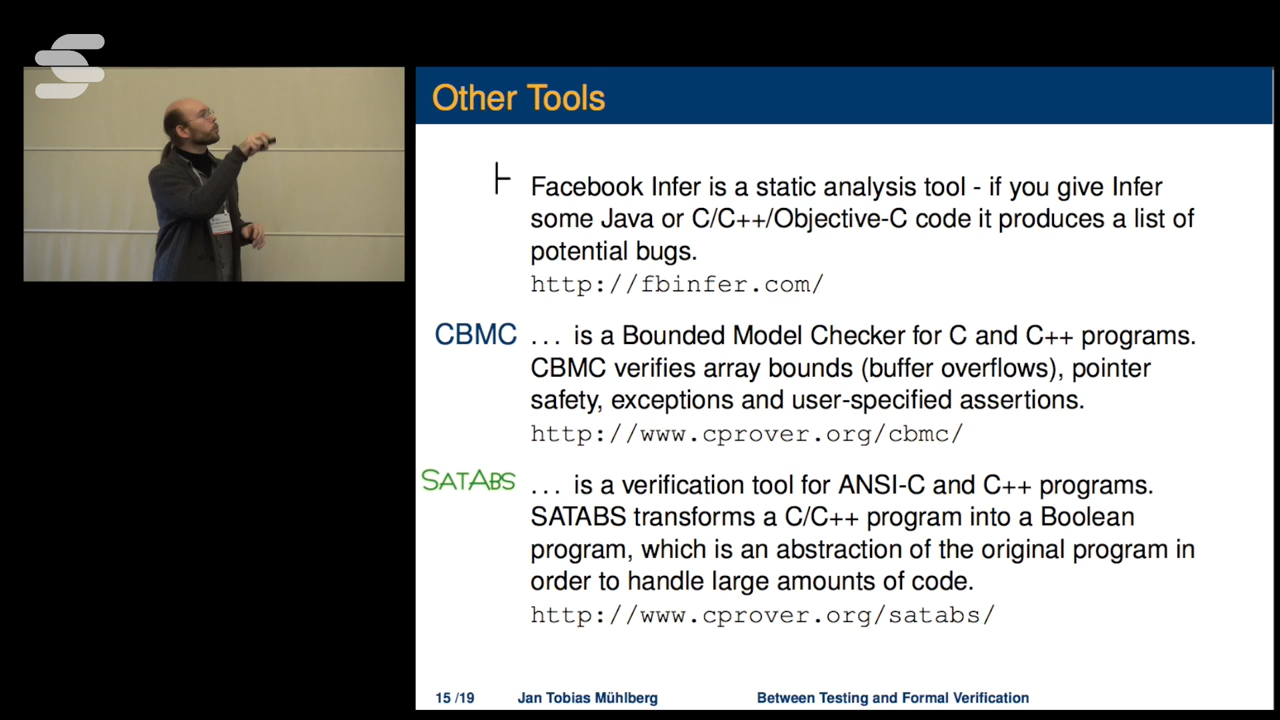 Other Tools
Facebook Infer is a static analysis tool - if you give Infer
some Java or C/C++/Objective-C code it produces a list of
potential bugs.
http://fbinfer.com/
CBMC ... is a Bounded Model Checker for C and C++ programs.
CBMC verifies array bounds (buffer overflows), pointer
safety, exceptions and user-specified assertions.
http://www.cprover.org/cbmc/
SATABS ... is a verification tool for ANSI-C and C++ programs.
SATABS transforms a C/C++ program into a Boolean
program, which is an abstraction of the original program in
order to handle large amounts of code.
http://www.cprover.org/satabs/
15 /19 Jan Tobias Mühlberg Between Testing and Formal Verification